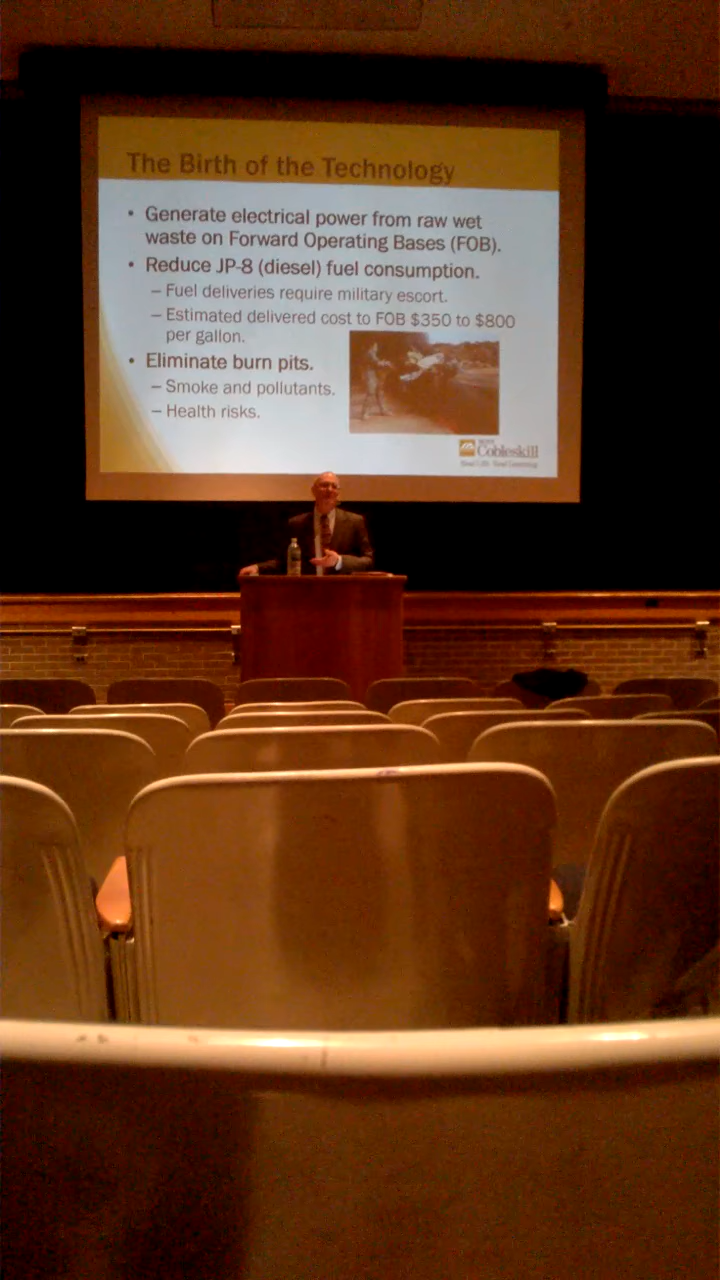 The Birth of the Technology
• Generate electrical power from raw wet
waste on Forward Operating Bases (FOB).
• Reduce JP-8 (diesel) fuel consumption.
– Fuel deliveries require military escort.
– Estimated delivered cost to FOB $350 to $800
per gallon.
• Eliminate burn pits.
– Smoke and pollutants.
– Health risks.
Cobleskill